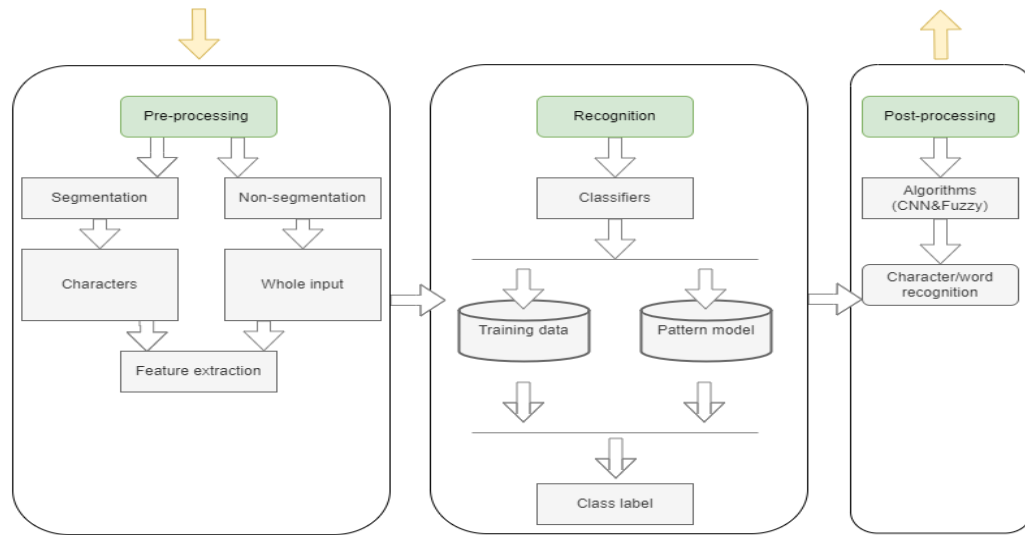 Pre-processing
Segmentation
Non-segmentation
Characters
Whole input
Feature extraction
Recognition
Classifiers
Training data
Pattern model
Class label
Post-processing
Algorithms
(CNN&Fuzzy)
Character/word
recognition